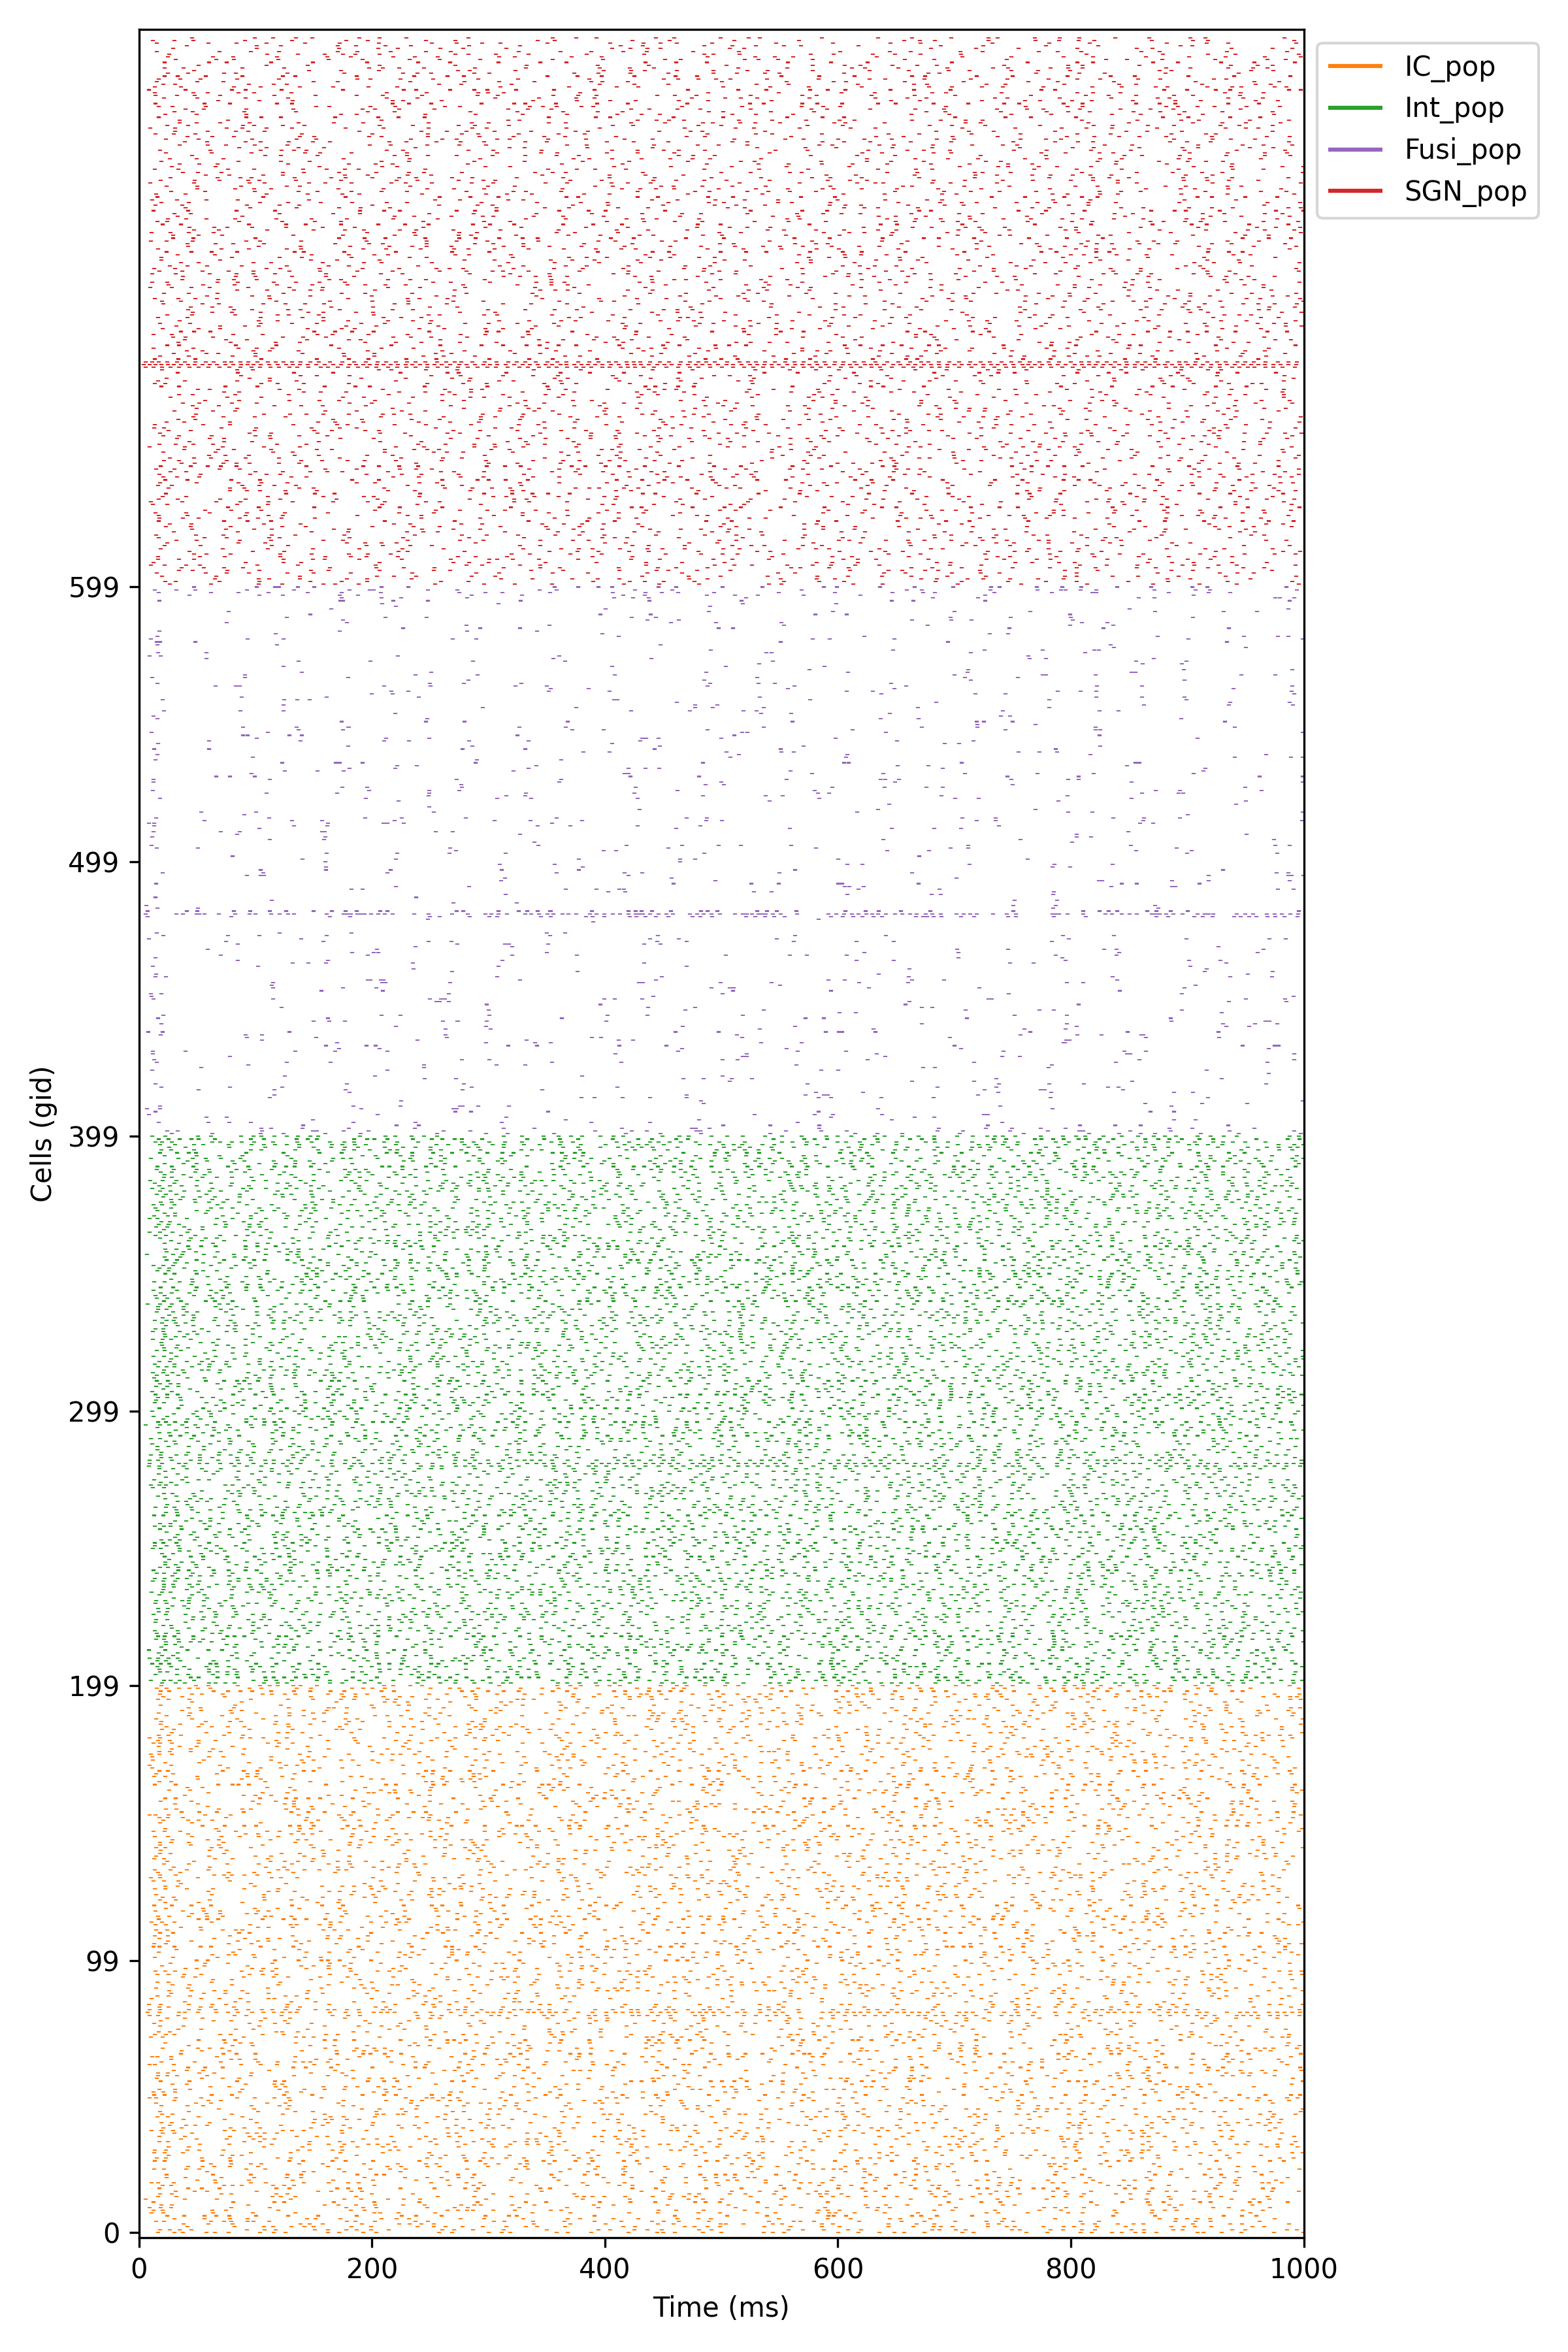 IC_pop
Int_pop
Fusi_pop
SGN_pop
599
499
399
299
199
99
0
Cells (gid)
0 200 400 600 800 1000
Time (ms)